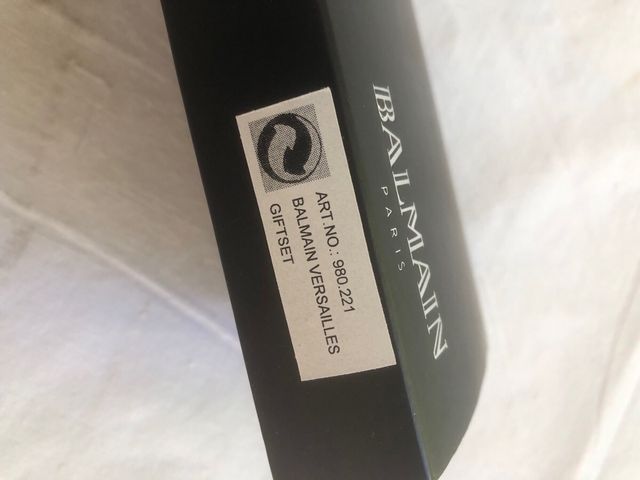 BALMAIN
PARIS
ART.NO.: 980.221
BALMAIN VERSAILLES
GIFTSET